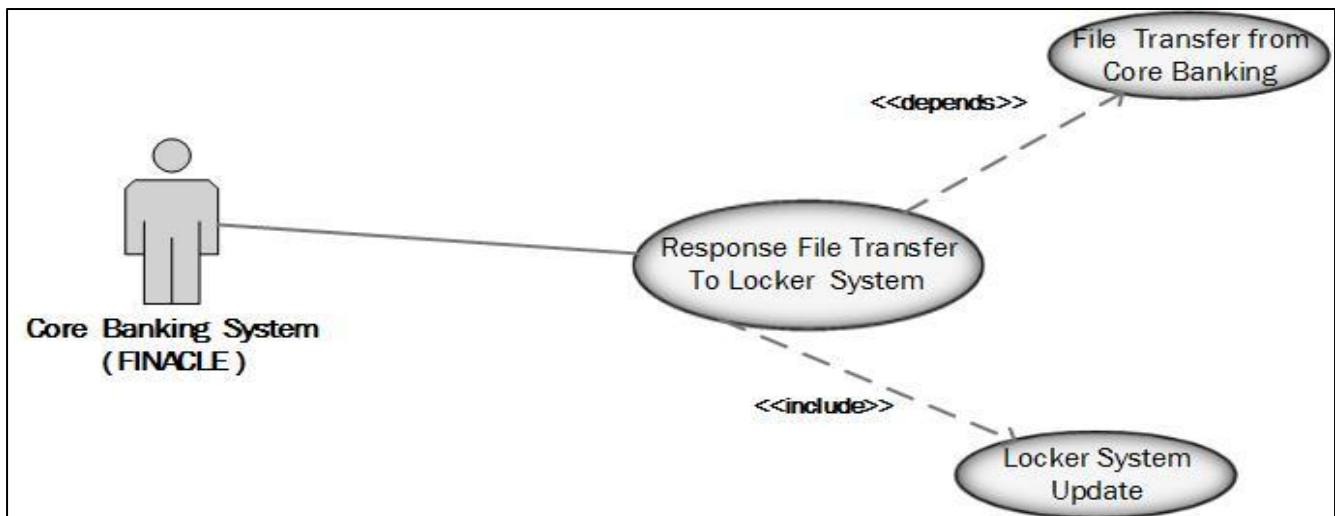 File Transfer from
Core Banking
<<depends>>
Response File Transfer
To Locker System
Core Banking System
( FINACLE )
<<include>>
Locker System
Update